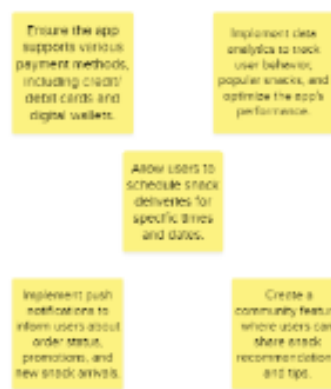 Ensure the app
supports various
payment methods,
including credit/
debit cards and
digital wallets.
Implement data
analytics to track
user behavior,
popular snacks, and
optimize the app's
performance.
Allow users to
schedule snack
deliveries for
specific times
and dates.
Implement push
notifications to
inform users about
order status,
promotions, and
new snack arrivals.
Create a
community featur
where users can
share snack
recommendation
and tips.